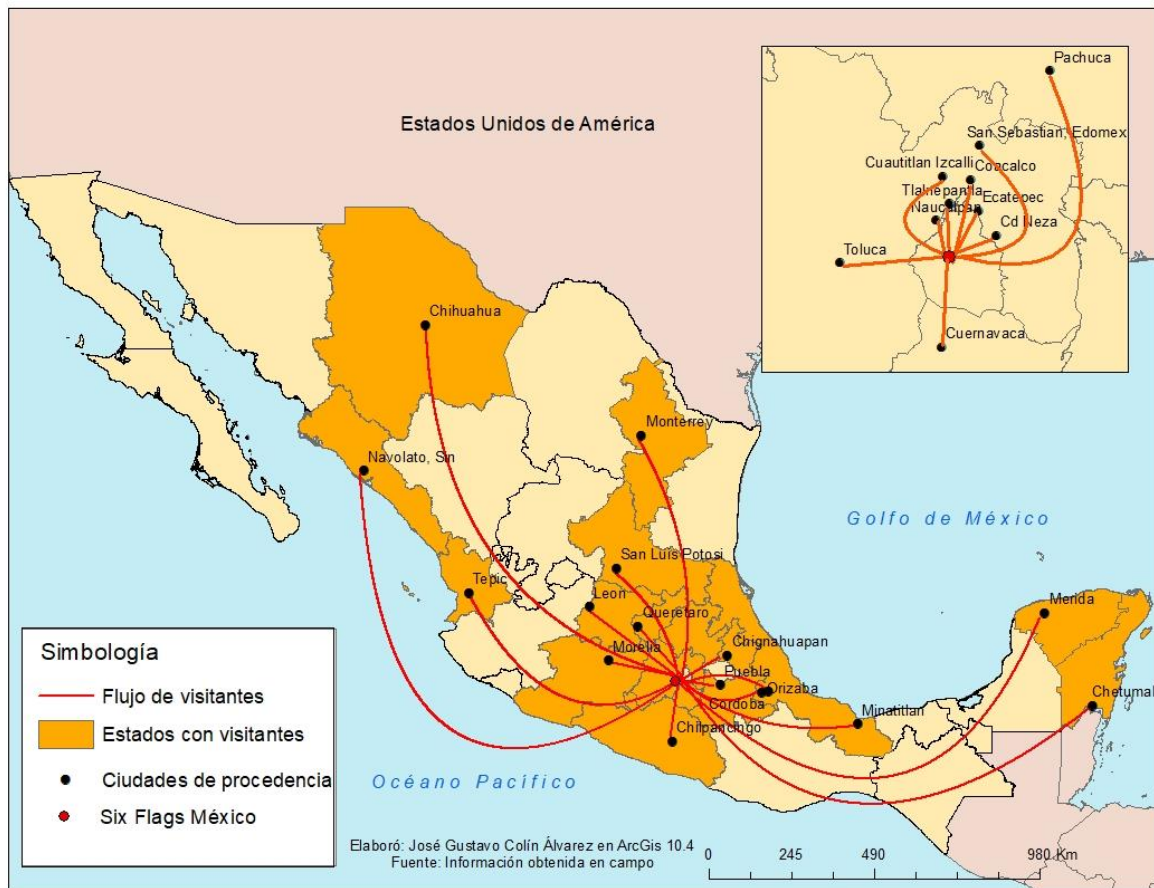 Estados Unidos de América
Pachuca
San Sebastian, Edomex
Cuautitlan Izcalli
Coacalco
Tlalnepantla
Ecatepec
Naucalpan
Cd Neza
Toluca
Cuernavaca
Chihuahua
Monterrey
Navolato, Sin
Golfo de México
San Luis Potosi
Tepic
Leon
Queretaro
Merida
Morelia
Chignahuapan
Puebla
Orizaba
Cordoba
Chetumal
Minatitlan
Chilpancingo
Océano Pacífico
Simbología
Flujo de visitantes
Estados con visitantes
Ciudades de procedencia
Six Flags México
Elaboró: José Gustavo Colín Álvarez en ArcGis 10.4
Fuente: Información obtenida en campo
0 245 490 980 Km